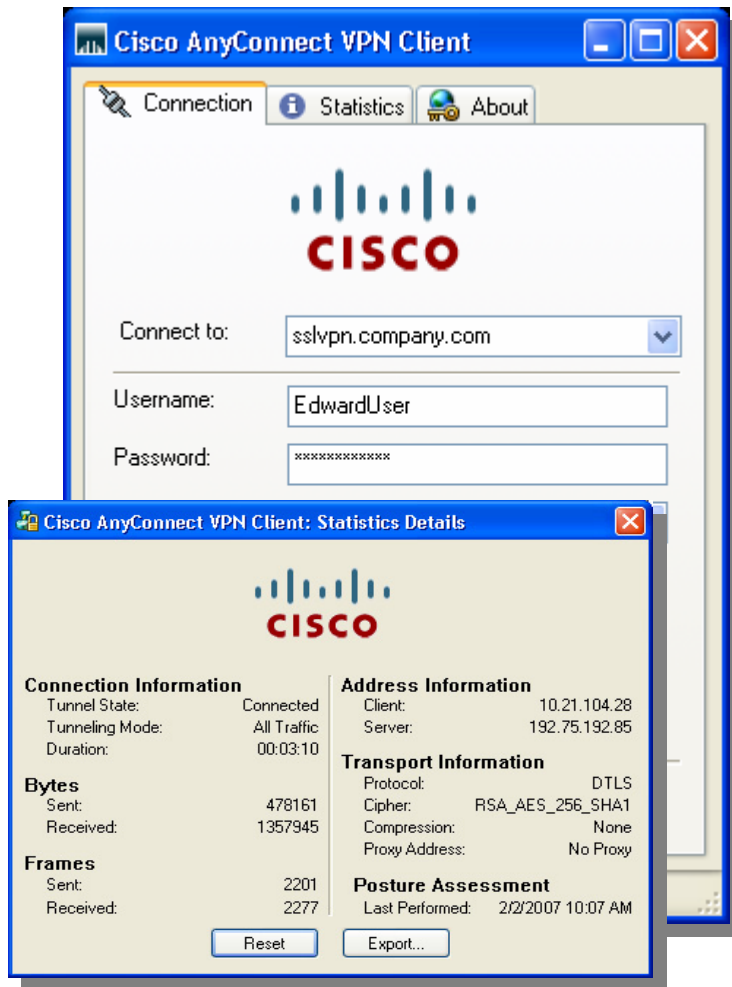 Cisco AnyConnect VPN Client
Connection Statistics About
CISCO
Connect to: sslvpn.company.com
Username: EdwardUser
Password: ************
Cisco AnyConnect VPN Client: Statistics Details
CISCO
Connection Information
Tunnel State: Connected
Tunneling Mode: All Traffic
Duration: 00:03:10
Bytes
Sent: 478161
Received: 1357945
Frames
Sent: 2201
Received: 2277
Address Information
Client: 10.21.104.28
Server: 192.75.192.85
Transport Information
Protocol: DTLS
Cipher: RSA_AES_256_SHA1
Compression: None
Proxy Address: No Proxy
Posture Assessment
Last Performed: 2/2/2007 10:07 AM
Reset Export...